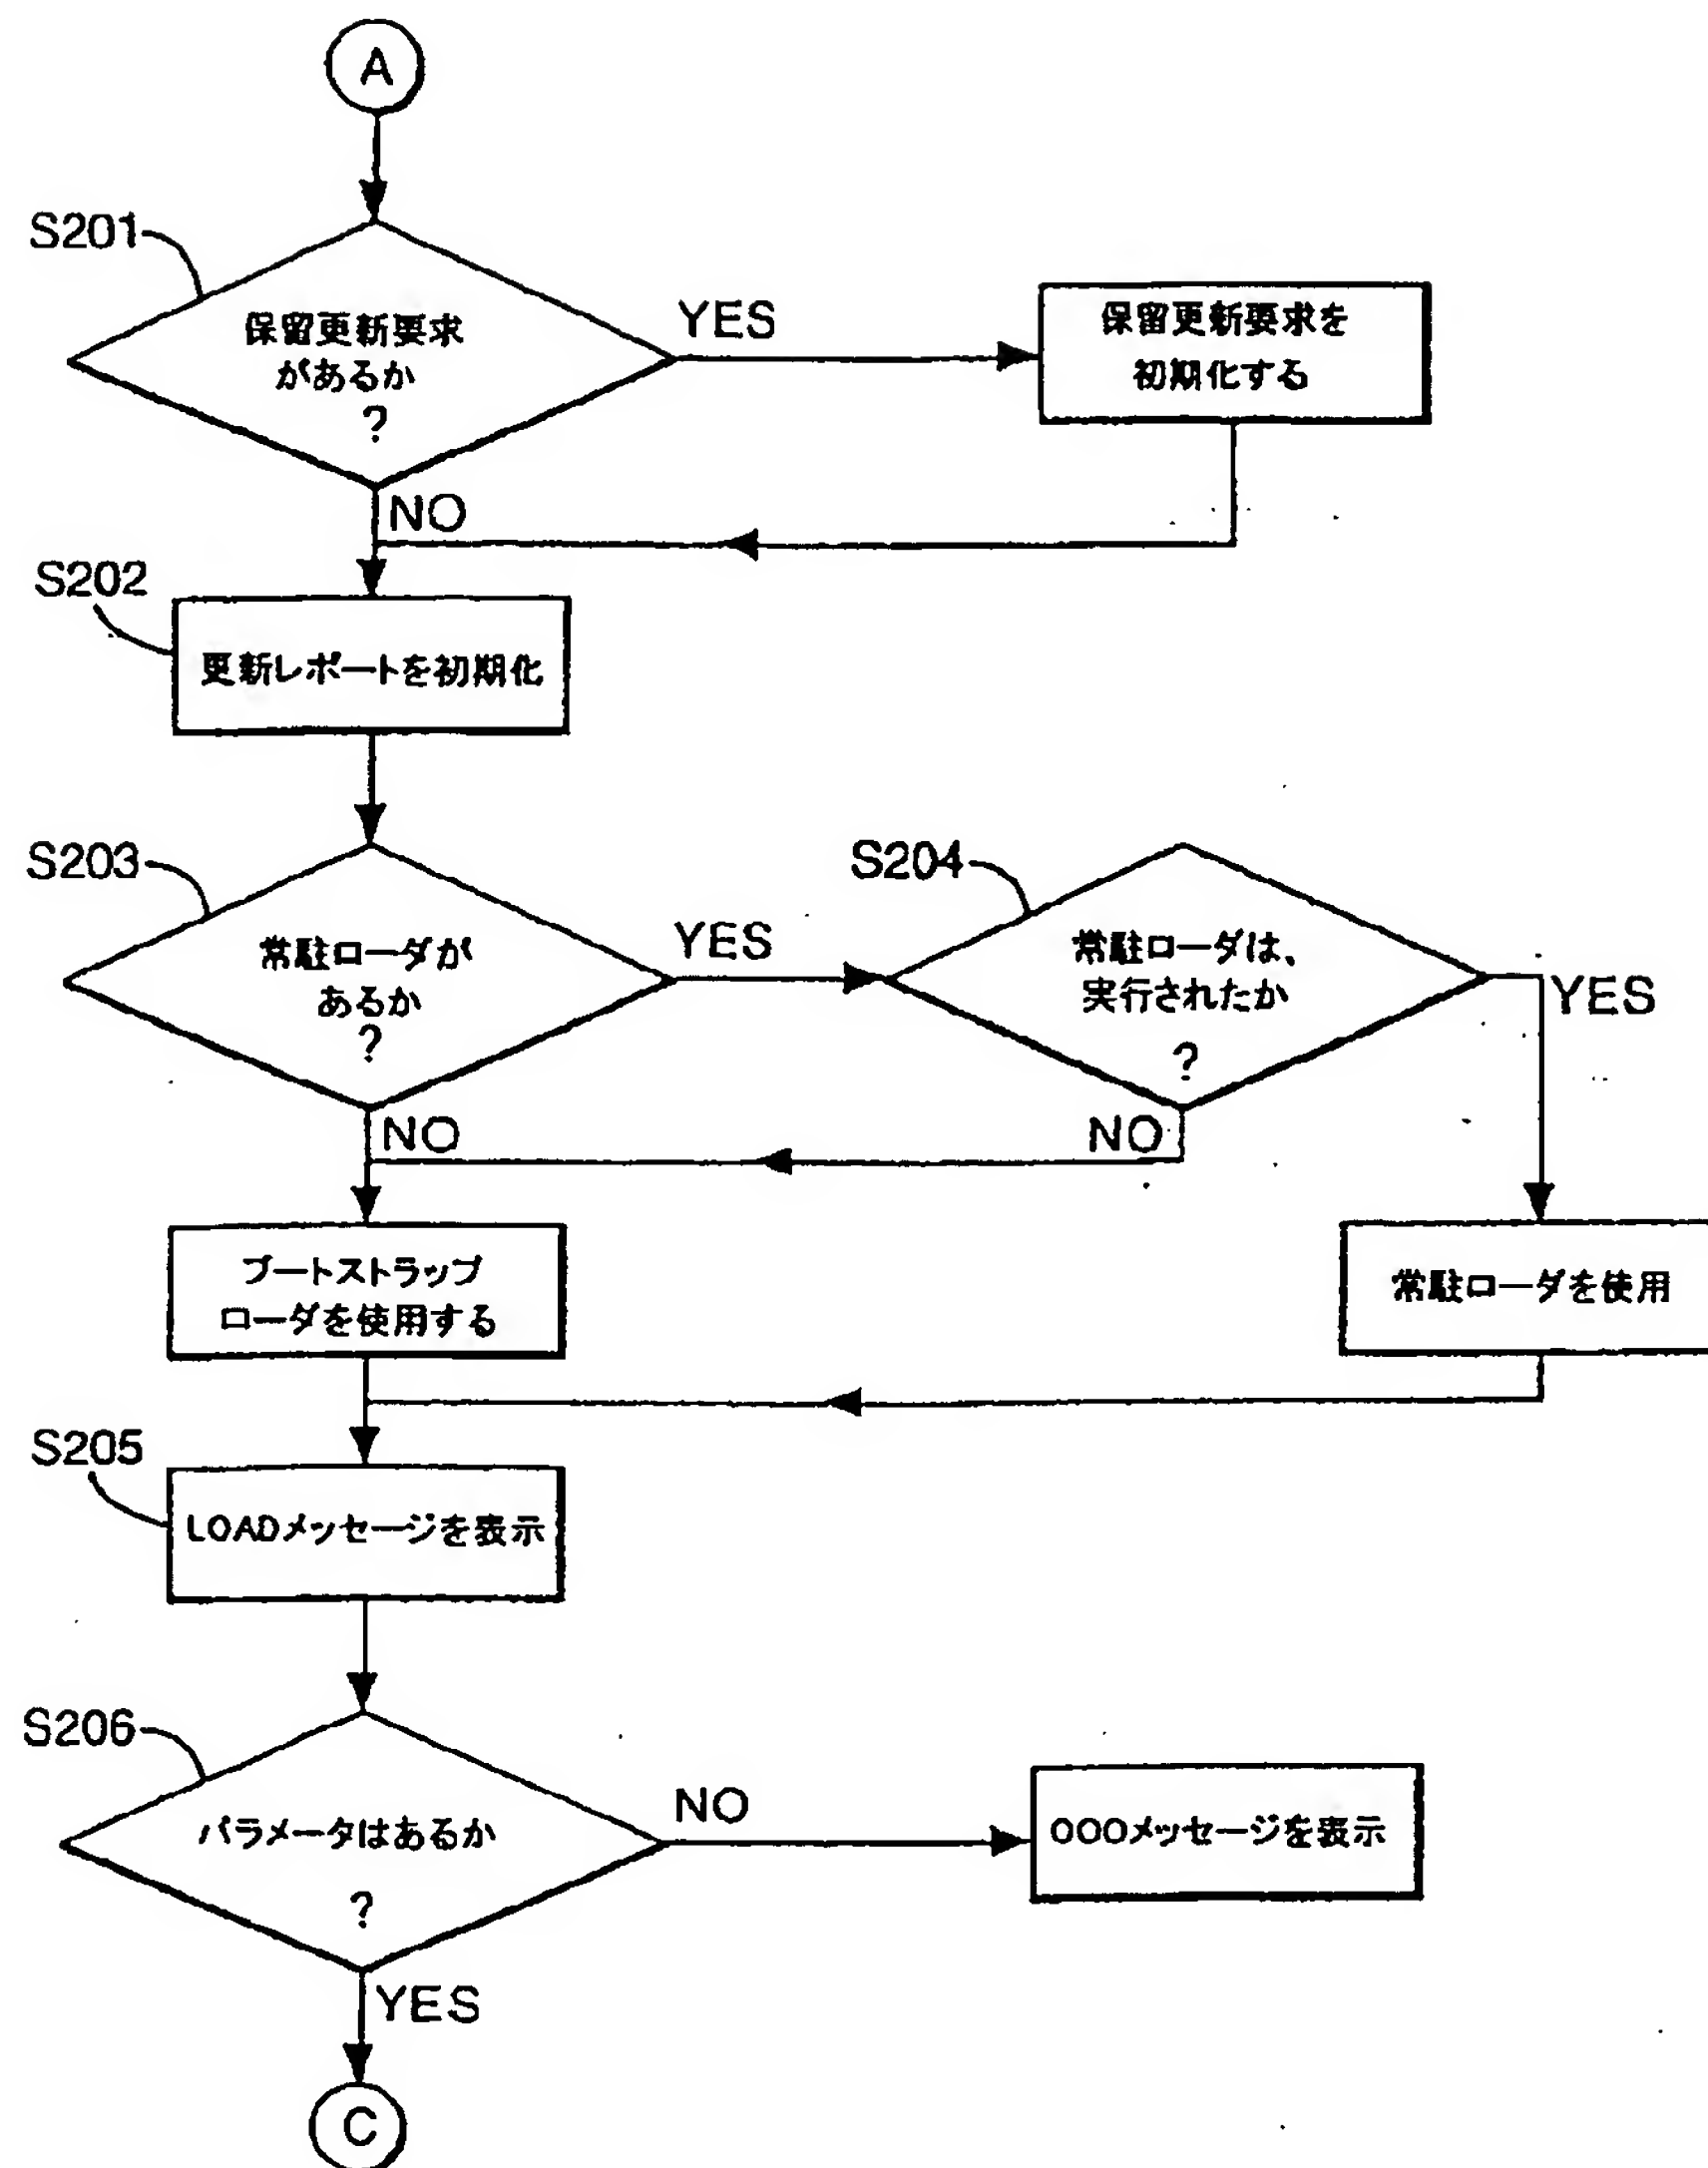 A
S201
保留更新要求
があるか
?
YES
保留更新要求を
初期化する
NO
S202
更新レポートを初期化
S203
常駐ローダが
あるか
?
YES
S204
常駐ローダは、
実行されたか
?
YES
NO
NO
ブートストラップ
ローダを使用する
常駐ローダを使用
S205
LOADメッセージを表示
S206
パラメータはあるか
?
NO
OOOメッセージを表示
YES
C